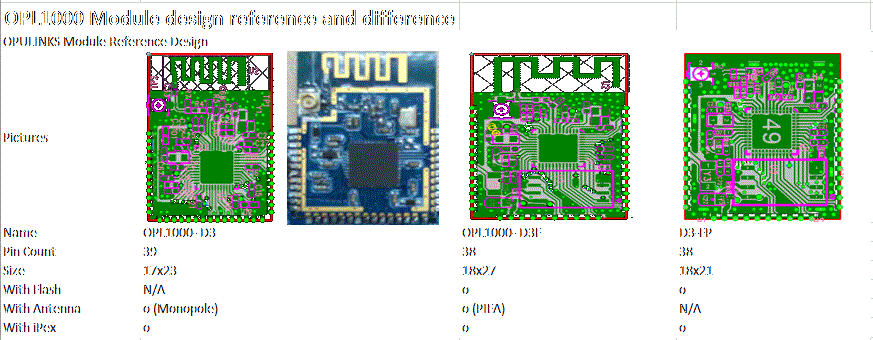 OPL1000 Module design reference and difference
OPULINKS Module Reference Design
Pictures
49
Name OPL1000-D3 OPL1000-D3F D3-FP
Pin Count 39 38 38
Size 17x23 18x27 18x21
With Flash N/A o o
With Antenna o (Monopole) o (PIFA) N/A
With iPex o o o